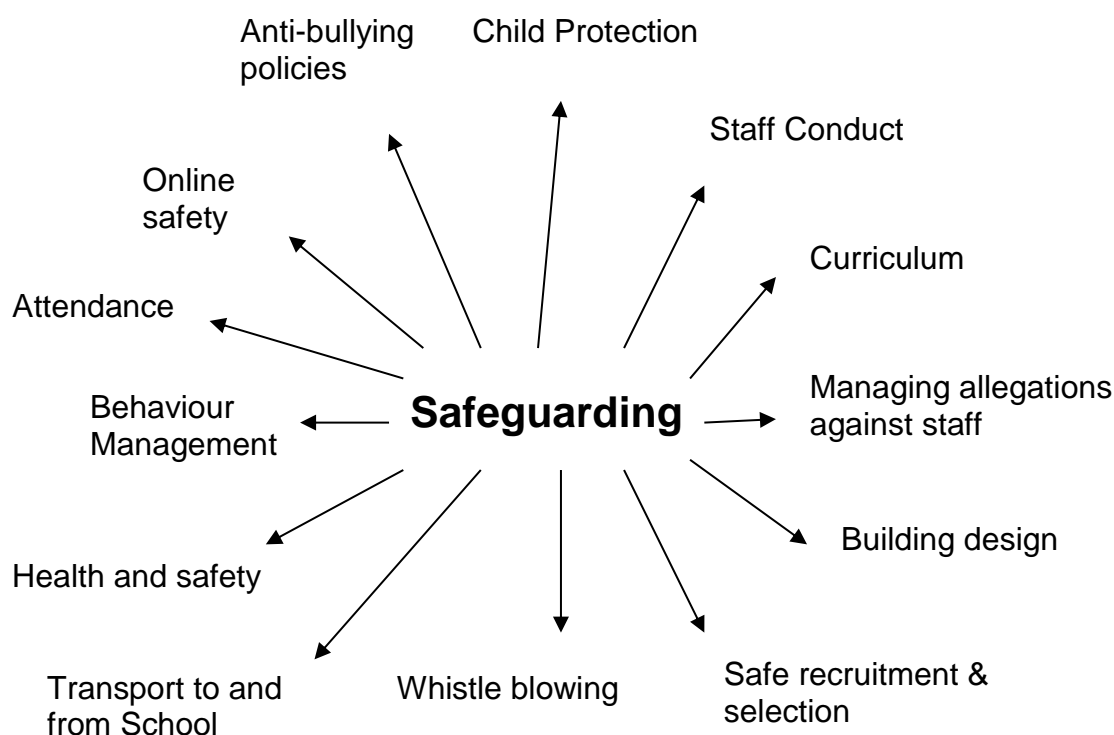 Anti-bullying
policies
Child Protection
Staff Conduct
Online
safety
Curriculum
Attendance
Managing allegations
against staff
Behaviour
Management
Safeguarding
Building design
Health and safety
Transport to and
from School
Whistle blowing
Safe recruitment &
selection